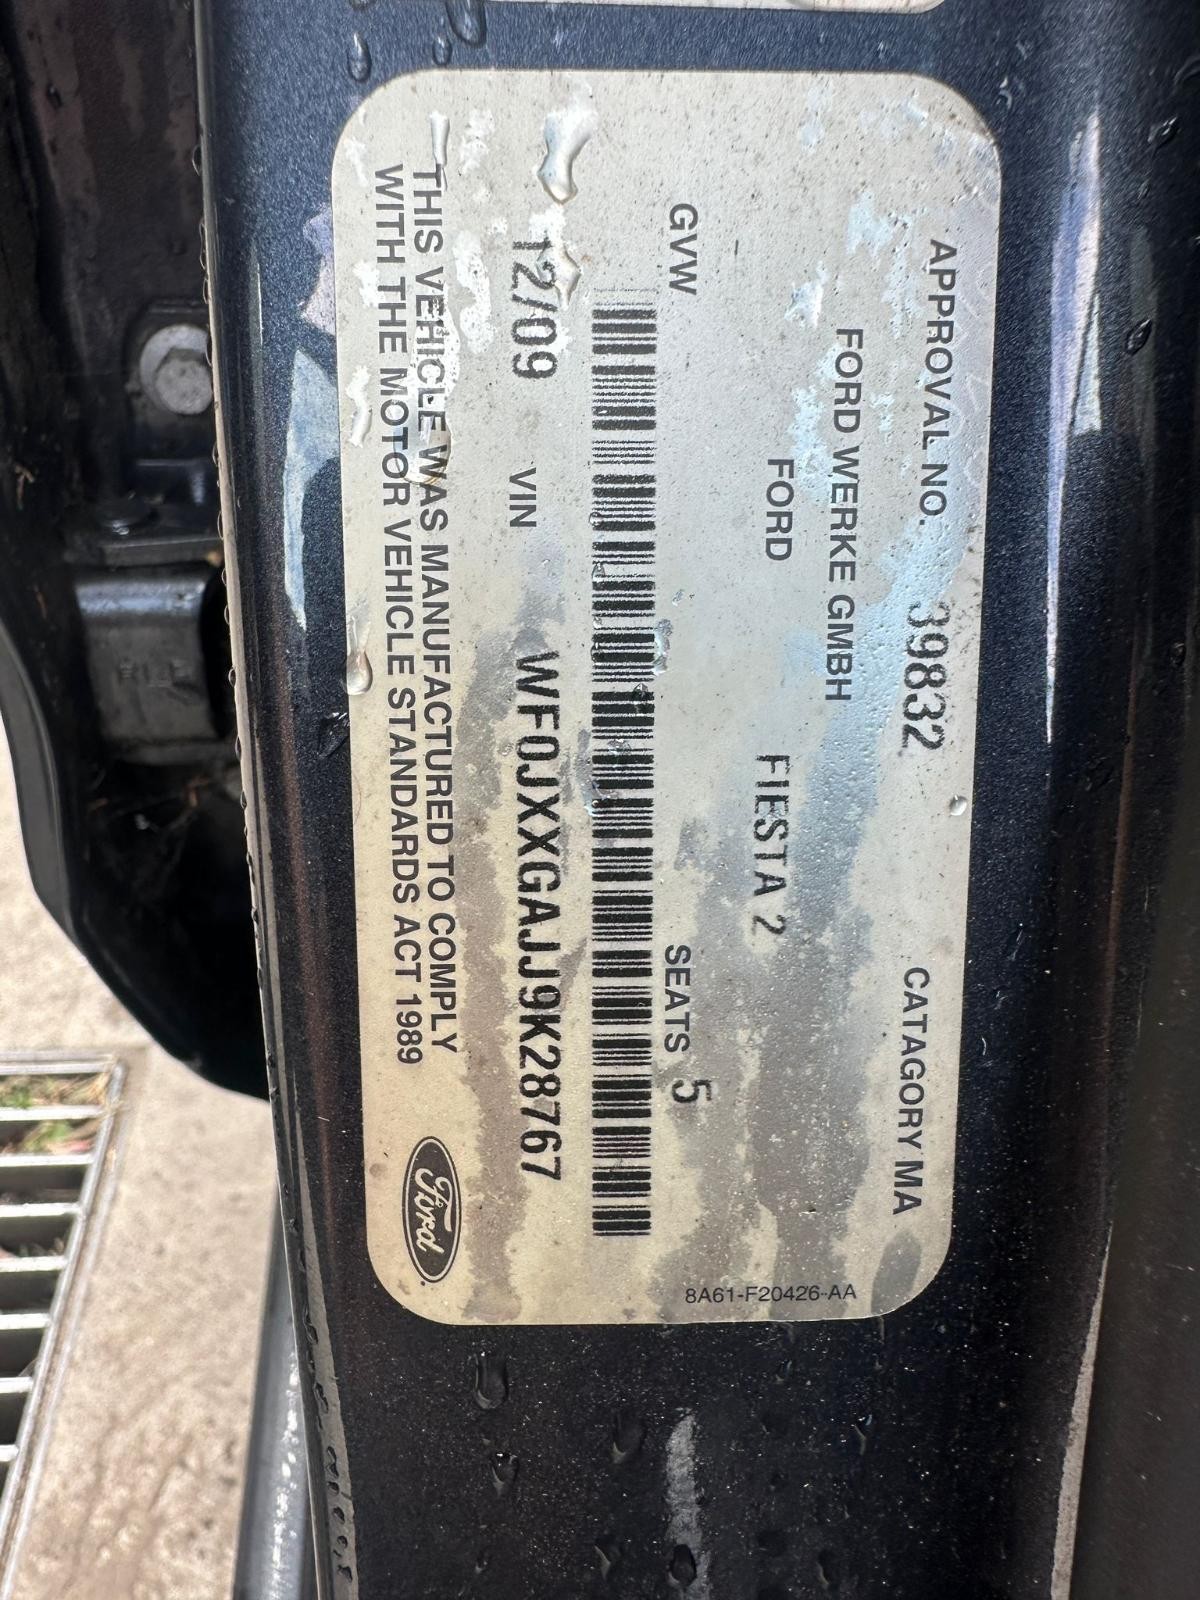 APPROVAL NO. 39832 CATAGORY MA
FORD WERKE GMBH
FORD FIESTA 2
GVW SEATS 5
12/09 VIN WF0JXXGAJJ9K28767
THIS VEHICLE WAS MANUFACTURED TO COMPLY
WITH THE MOTOR VEHICLE STANDARDS ACT 1989
Ford
8A61-F20426-AA